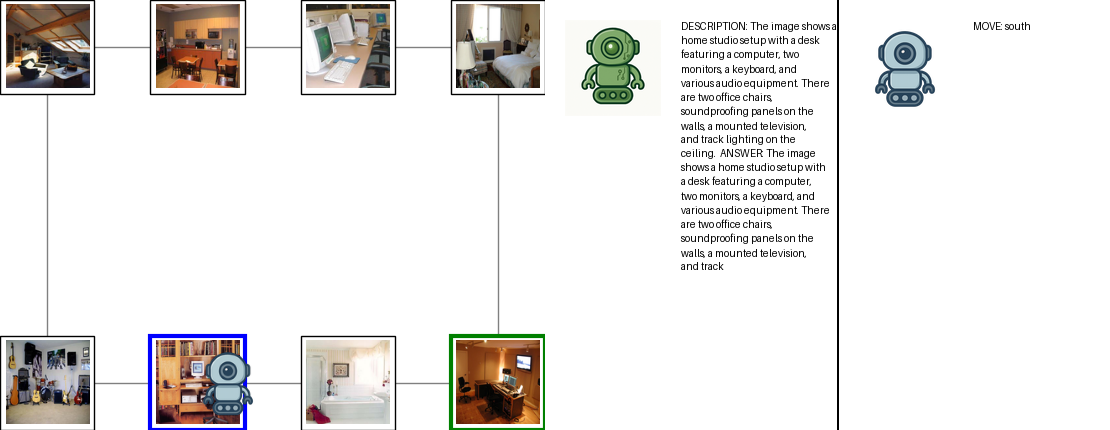 DESCRIPTION: The image shows a
home studio setup with a desk
featuring a computer, two
monitors, a keyboard, and
various audio equipment. There
are two office chairs,
soundproofing panels on the
walls, a mounted television,
and track lighting on the
ceiling.  ANSWER: The image
shows a home studio setup with
a desk featuring a computer,
two monitors, a keyboard, and
various audio equipment. There
are two office chairs,
soundproofing panels on the
walls, a mounted television,
and track
MOVE: south